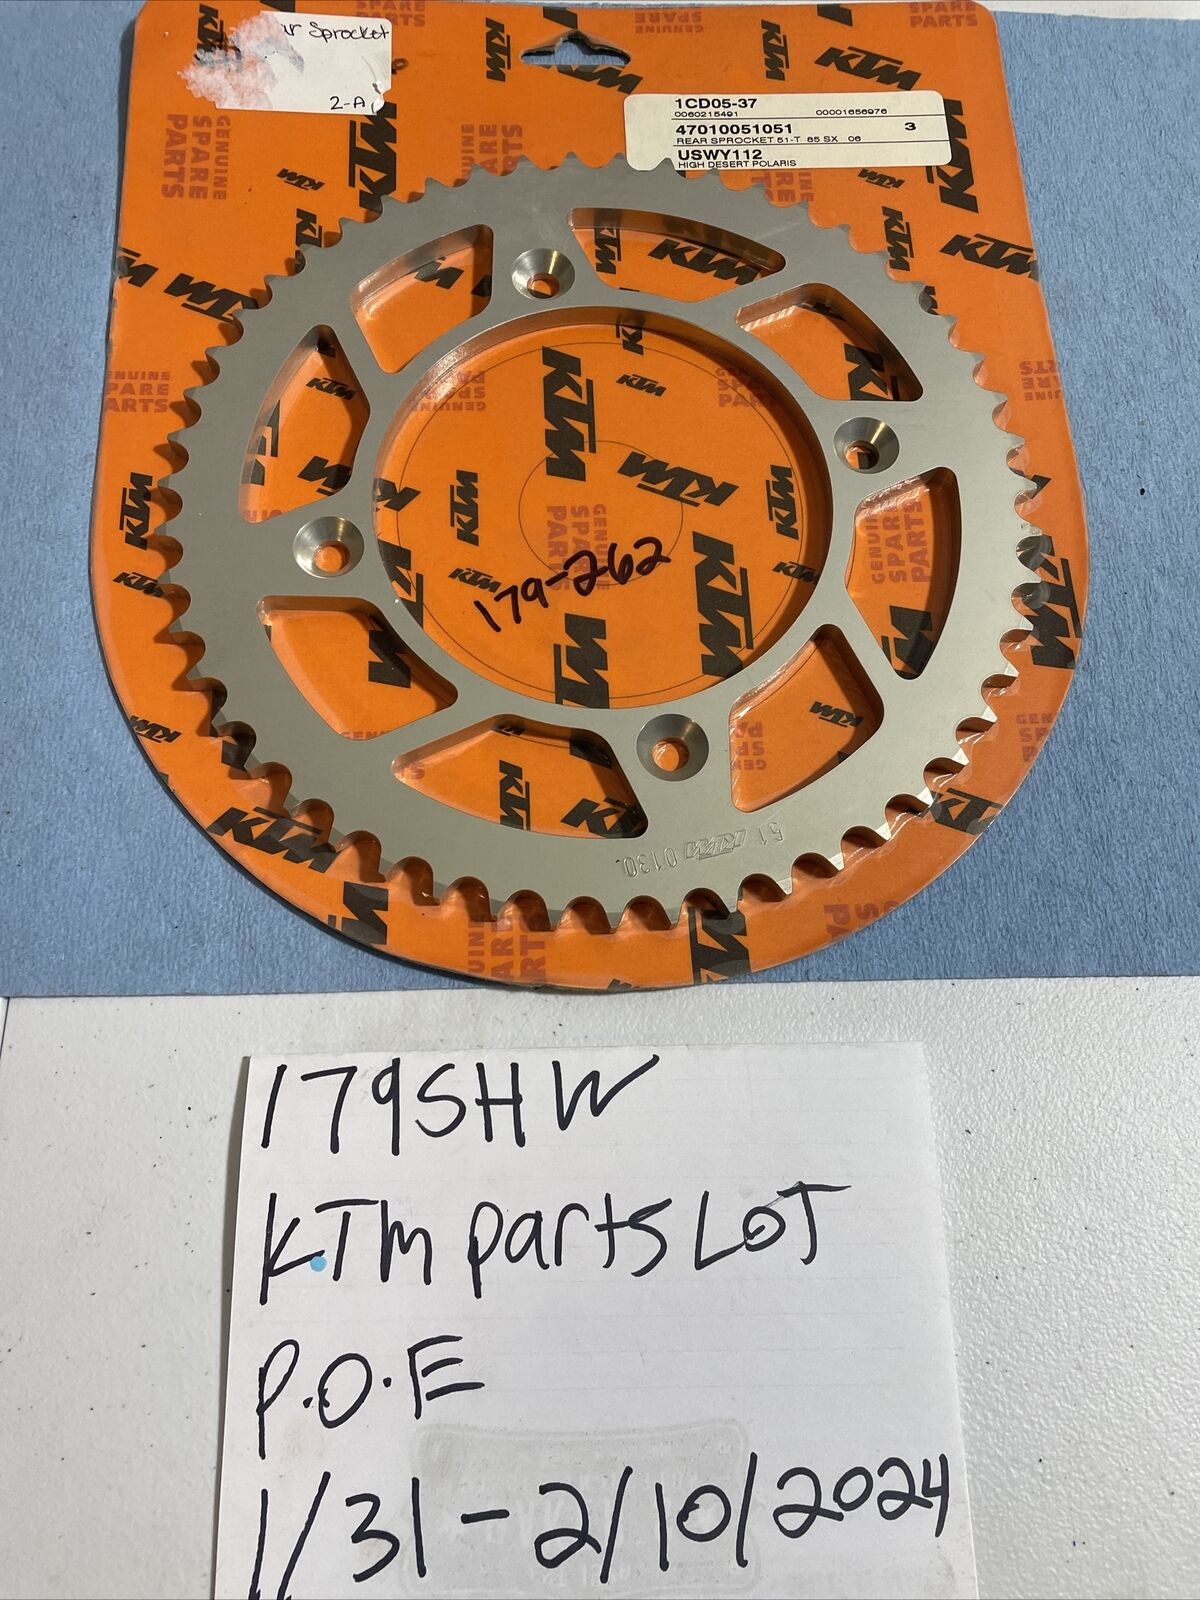 ar Sprocket
2-A
1CD05-37
0060215491 00001656976
47010051051 3
REAR SPROCKET 51-T 85 SX 06
USWY112
HIGH DESERT POLARIS
KTM
GENUINE
SPARE
PARTS
179-262
51 KTM 0130
179SHW
KTM parts LOT
P.O.E
1/31-2/10/2024